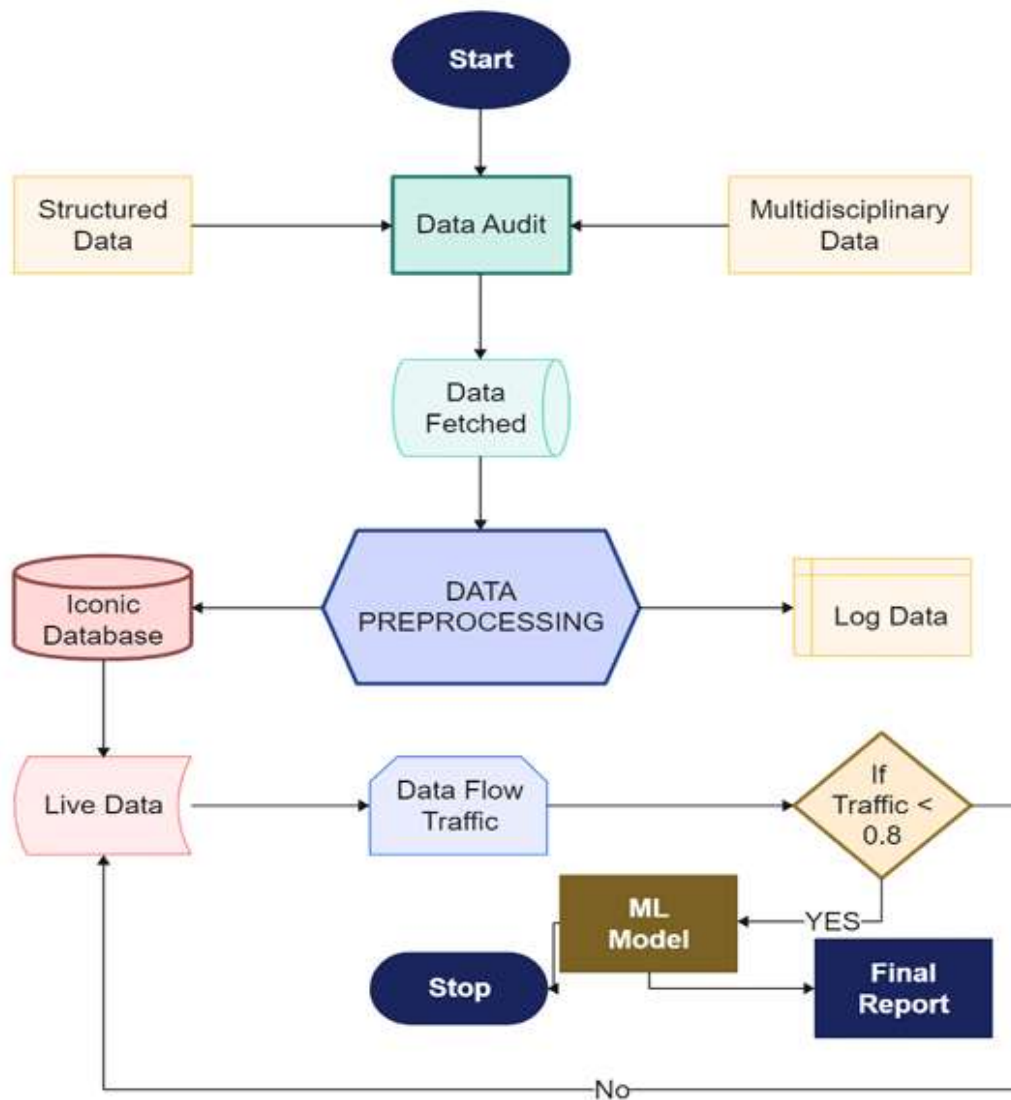 Start
Structured
Data
Data Audit
Multidisciplinary
Data
Data
Fetched
Iconic
Database
DATA
PREPROCESSING
Log Data
Live Data
Data Flow
Traffic
If
Traffic <
0.8
YES
ML
Model
Stop
Final
Report
No